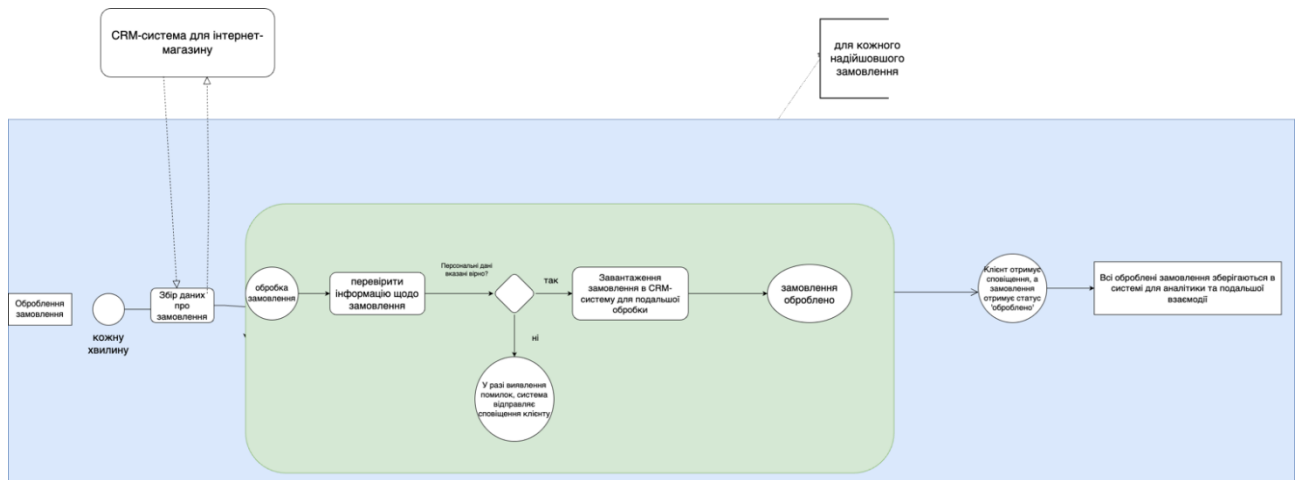 CRM-система для інтернет-
магазину
для кожного
надійшовшого
замовлення
Оброблення
замовлення
кожну
хвилину
Збір даних
про
замовлення
обробка
замовлення
перевірити
інформацію щодо
замовлення
Персональні дані
вказані вірно?
так
ні
У разі виявлення
помилок, система
відправляє
сповіщення клієнту
Завантаження
замовлення в CRM-
систему для подальшої
обробки
замовлення
оброблено
Клієнт отримує
сповіщення, а
замовлення
отримує статус
'оброблено'
Всі оброблені замовлення зберігаються в
системі для аналітики та подальшої
взаємодії